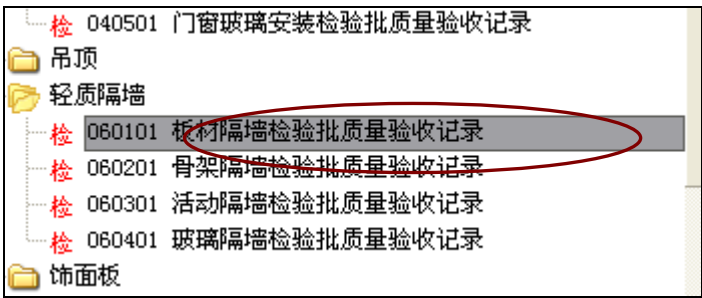 检 040501 门窗玻璃安装检验批质量验收记录
吊顶
轻质隔墙
检 060101 板材隔墙检验批质量验收记录
检 060201 骨架隔墙检验批质量验收记录
检 060301 活动隔墙检验批质量验收记录
检 060401 玻璃隔墙检验批质量验收记录
饰面板